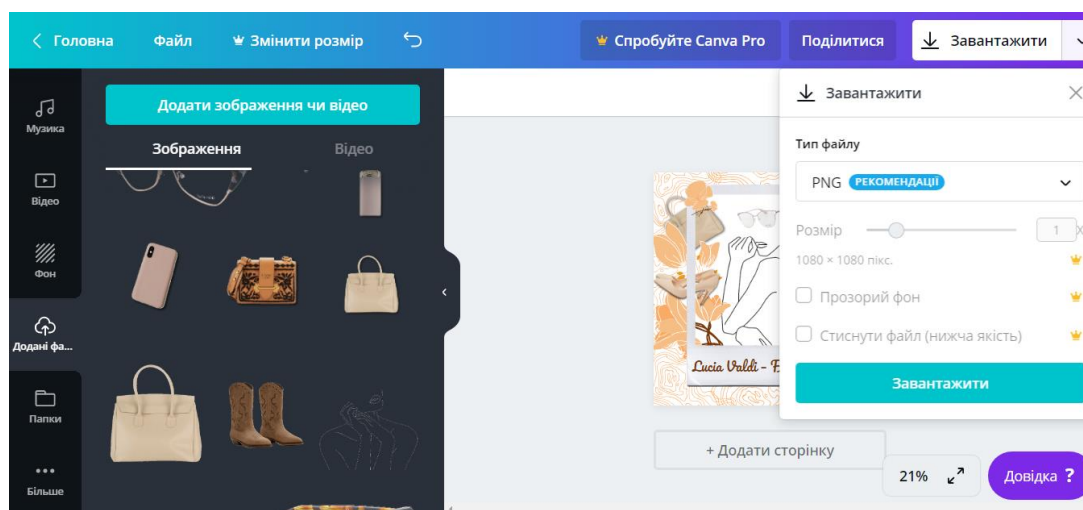 Головна
Файл
Змінити розмір
Спробуйте Canva Pro
Поділитися
Завантажити
Музика
Відео
Фон
Додані фа...
Папки
Більше
Додати зображення чи відео
Зображення
Відео
Lucia Valdi -
+ Додати сторінку
Завантажити
Тип файлу
PNG РЕКОМЕНДАЦІЇ
Розмір
1 x
1080 × 1080 пікс.
Прозорий фон
Стиснути файл (нижча якість)
Завантажити
21%
Довідка ?